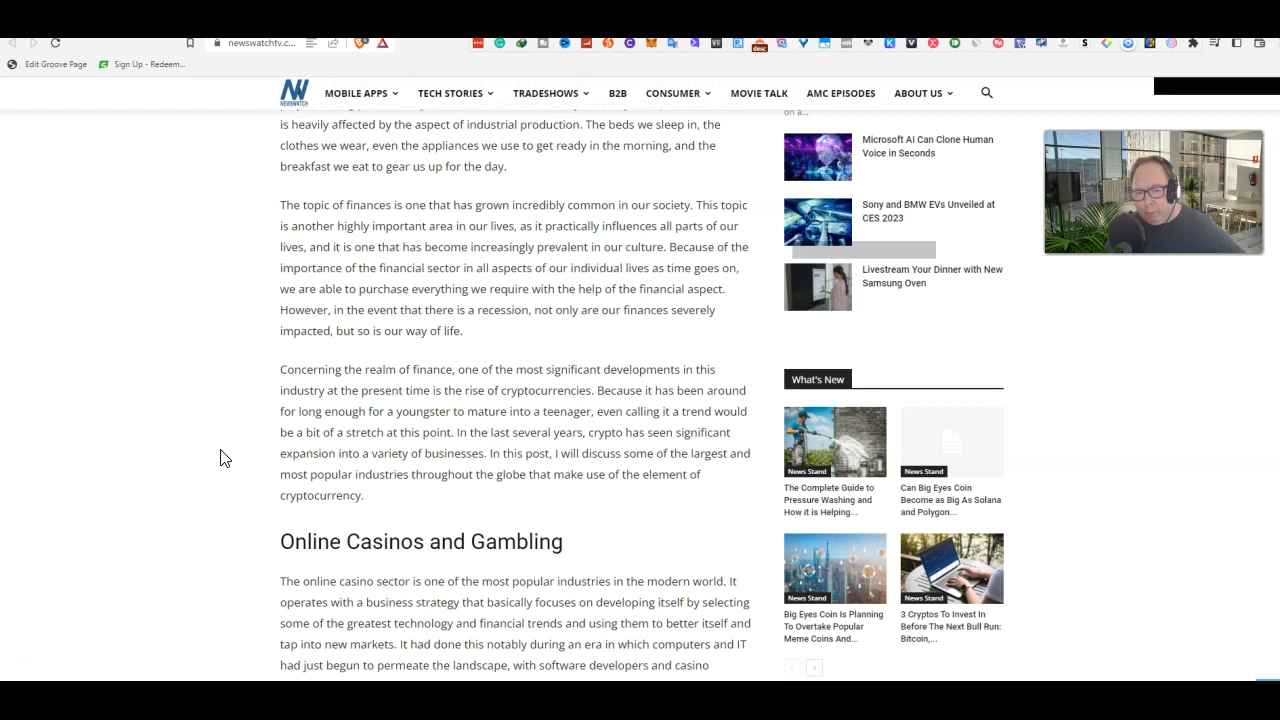 newswatchtv.c...
desc
Edit Groove Page
Sign Up - Redeem...
NEWSWATCH
MOBILE APPS
TECH STORIES
TRADESHOWS
B2B
CONSUMER
MOVIE TALK
AMC EPISODES
ABOUT US
is heavily affected by the aspect of industrial production. The beds we sleep in, the
clothes we wear, even the appliances we use to get ready in the morning, and the
breakfast we eat to gear us up for the day.
The topic of finances is one that has grown incredibly common in our society. This topic
is another highly important area in our lives, as it practically influences all parts of our
lives, and it is one that has become increasingly prevalent in our culture. Because of the
importance of the financial sector in all aspects of our individual lives as time goes on,
we are able to purchase everything we require with the help of the financial aspect.
However, in the event that there is a recession, not only are our finances severely
impacted, but so is our way of life.
Concerning the realm of finance, one of the most significant developments in this
industry at the present time is the rise of cryptocurrencies. Because it has been around
for long enough for a youngster to mature into a teenager, even calling it a trend would
be a bit of a stretch at this point. In the last several years, crypto has seen significant
expansion into a variety of businesses. In this post, I will discuss some of the largest and
most popular industries throughout the globe that make use of the element of
cryptocurrency.
Online Casinos and Gambling
The online casino sector is one of the most popular industries in the modern world. It
operates with a business strategy that basically focuses on developing itself by selecting
some of the greatest technology and financial trends and using them to better itself and
tap into new markets. It had done this notably during an era in which computers and IT
had just begun to permeate the landscape, with software developers and casino
on a...
Microsoft AI Can Clone Human
Voice in Seconds
Sony and BMW EVs Unveiled at
CES 2023
Livestream Your Dinner with New
Samsung Oven
What's New
News Stand
The Complete Guide to
Pressure Washing and
How it is Helping...
News Stand
Can Big Eyes Coin
Become as Big As Solana
and Polygon...
News Stand
Big Eyes Coin Is Planning
To Overtake Popular
Meme Coins And...
News Stand
3 Cryptos To Invest In
Before The Next Bull Run:
Bitcoin,...